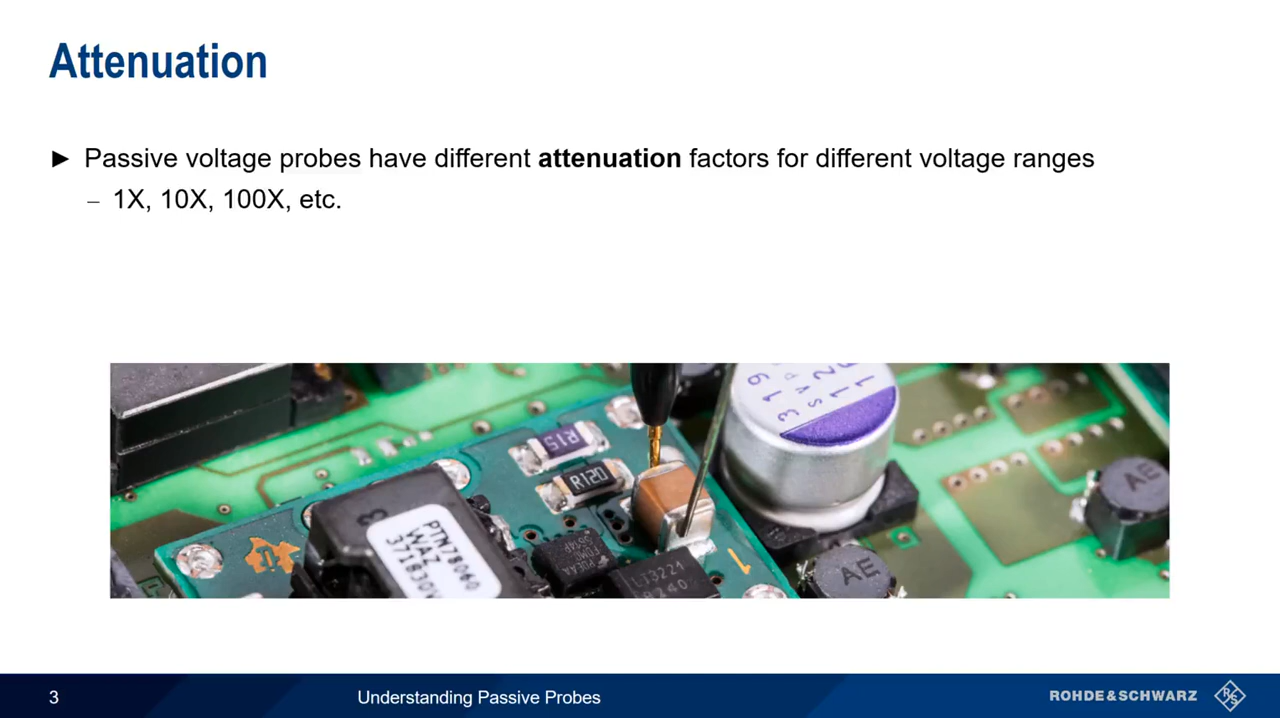 Attenuation
► Passive voltage probes have different attenuation factors for different voltage ranges
– 1X, 10X, 100X, etc.
R15
R120
PTN78060
WAZ
LT3221
AE
AE
3
Understanding Passive Probes
ROHDE&SCHWARZ
R&S